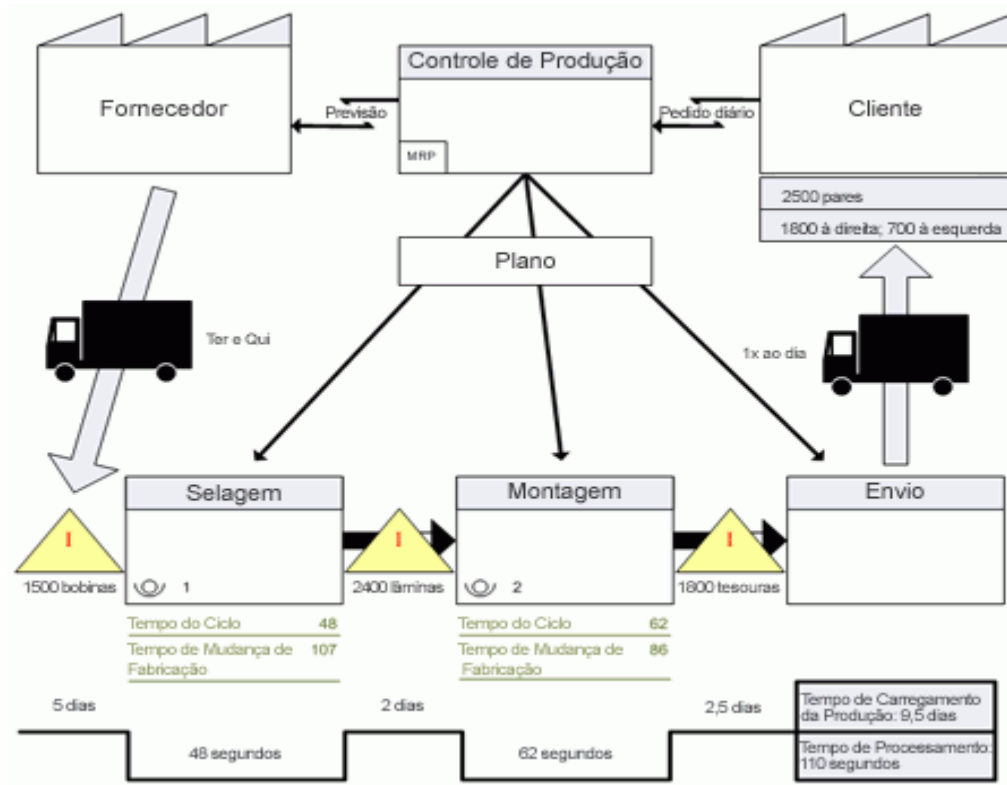 Controle de Produção
Fornecedor
Previsão
Pedido diário
Cliente
MRP
2500 pares
1800 à direita; 700 à esquerda
Plano
Ter e Qui
1x ao dia
Selagem
Montagem
Envio
I
I
I
1500 bobinas
1
2400 lâminas
2
1800 tesouras
Tempo do Ciclo 48
Tempo de Mudança de 107
Fabricação
Tempo do Ciclo 62
Tempo de Mudança de 86
Fabricação
5 dias
2 dias
2,5 dias
Tempo de Carregamento
da Produção: 9,5 dias
48 segundos
62 segundos
Tempo de Processamento:
110 segundos